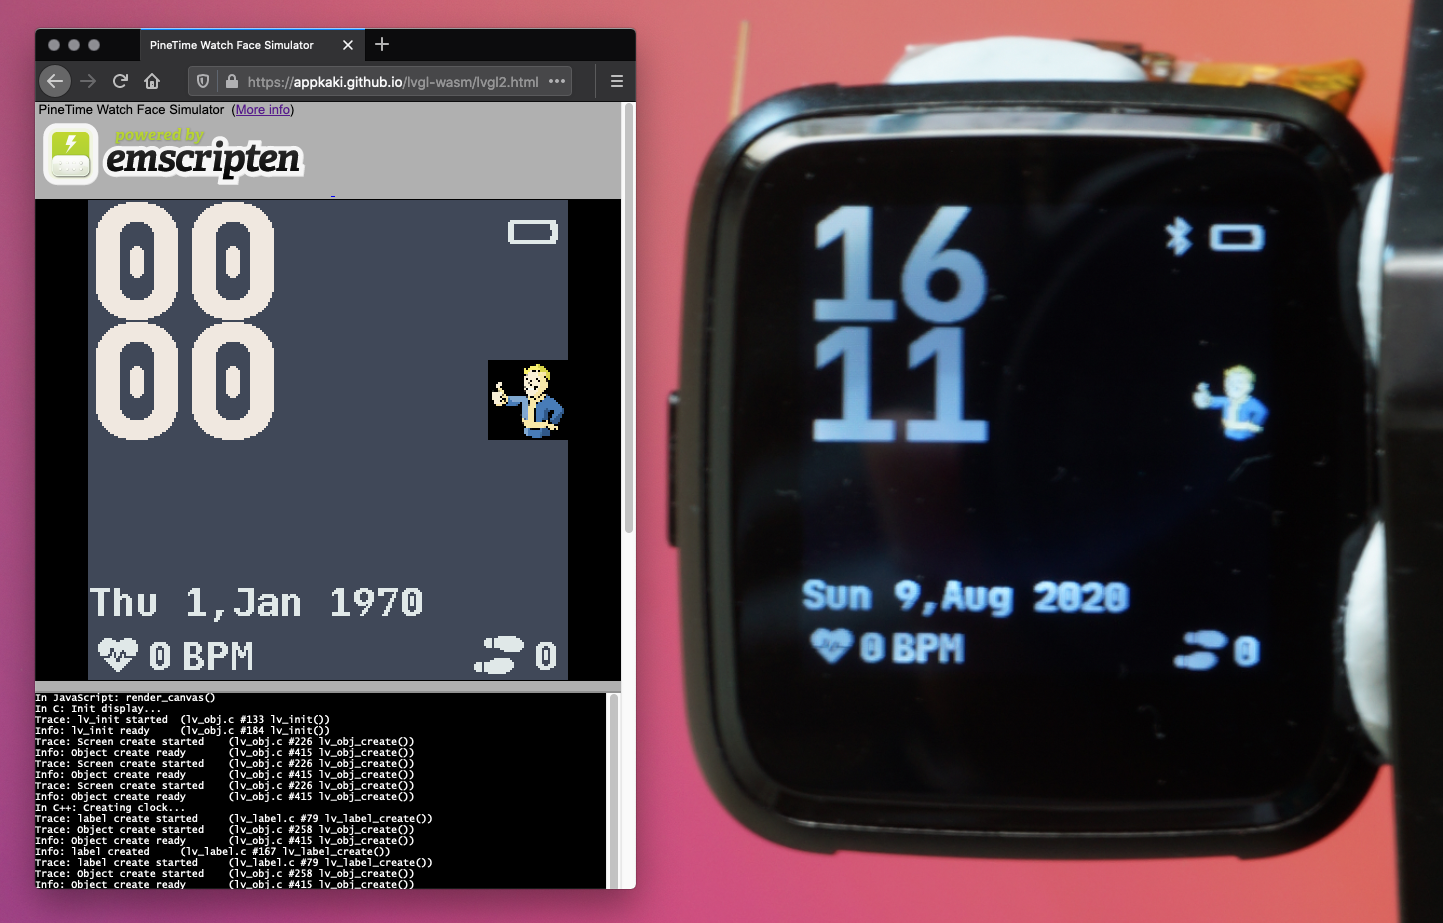 PineTime Watch Face Simulator
https://appkaki.github.io/lvgl-wasm/lvgl2.html
PineTime Watch Face Simulator (More info)
powered by
emscripten
00
00
Thu 1,Jan 1970
0 BPM
0
In JavaScript: render_canvas()
In C: Init display...
Trace: lv_init started (lv_obj.c #133 lv_init())
Info: lv_init ready (lv_obj.c #184 lv_init())
Trace: Screen create started (lv_obj.c #226 lv_obj_create())
Info: Object create ready (lv_obj.c #415 lv_obj_create())
Trace: Screen create started (lv_obj.c #226 lv_obj_create())
Info: Object create ready (lv_obj.c #415 lv_obj_create())
Trace: Screen create started (lv_obj.c #226 lv_obj_create())
Info: Object create ready (lv_obj.c #415 lv_obj_create())
In C++: Creating clock...
Trace: label create started (lv_label.c #79 lv_label_create())
Trace: Object create started (lv_obj.c #258 lv_obj_create())
Info: Object create ready (lv_obj.c #415 lv_obj_create())
Info: label created (lv_label.c #167 lv_label_create())
Trace: label create started (lv_label.c #79 lv_label_create())
Trace: Object create started (lv_obj.c #258 lv_obj_create())
Info: Object create ready (lv_obj.c #415 lv_obj_create())
16
11
Sun 9,Aug 2020
0 BPM
0